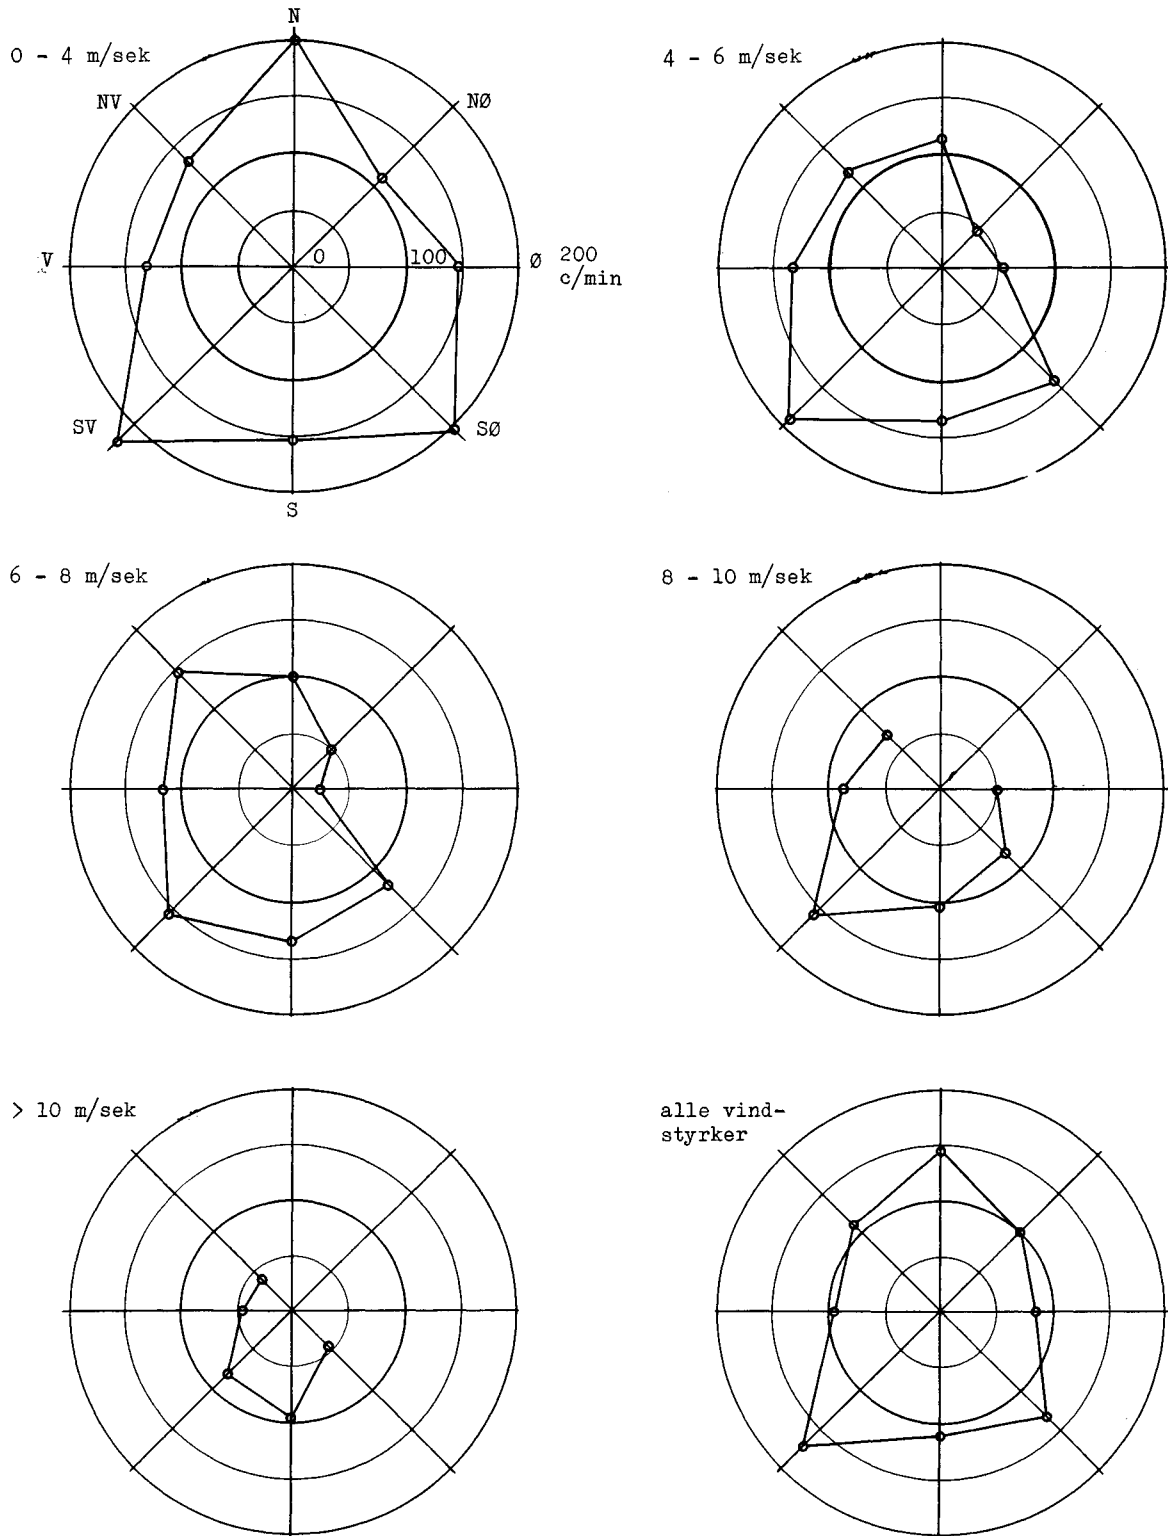 N
0 - 4 m/sek
4 - 6 m/sek
NV
NØ
V
0
100
Ø
200
c/min
SV
SØ
S
6 - 8 m/sek
8 - 10 m/sek
> 10 m/sek
alle vind-
styrker